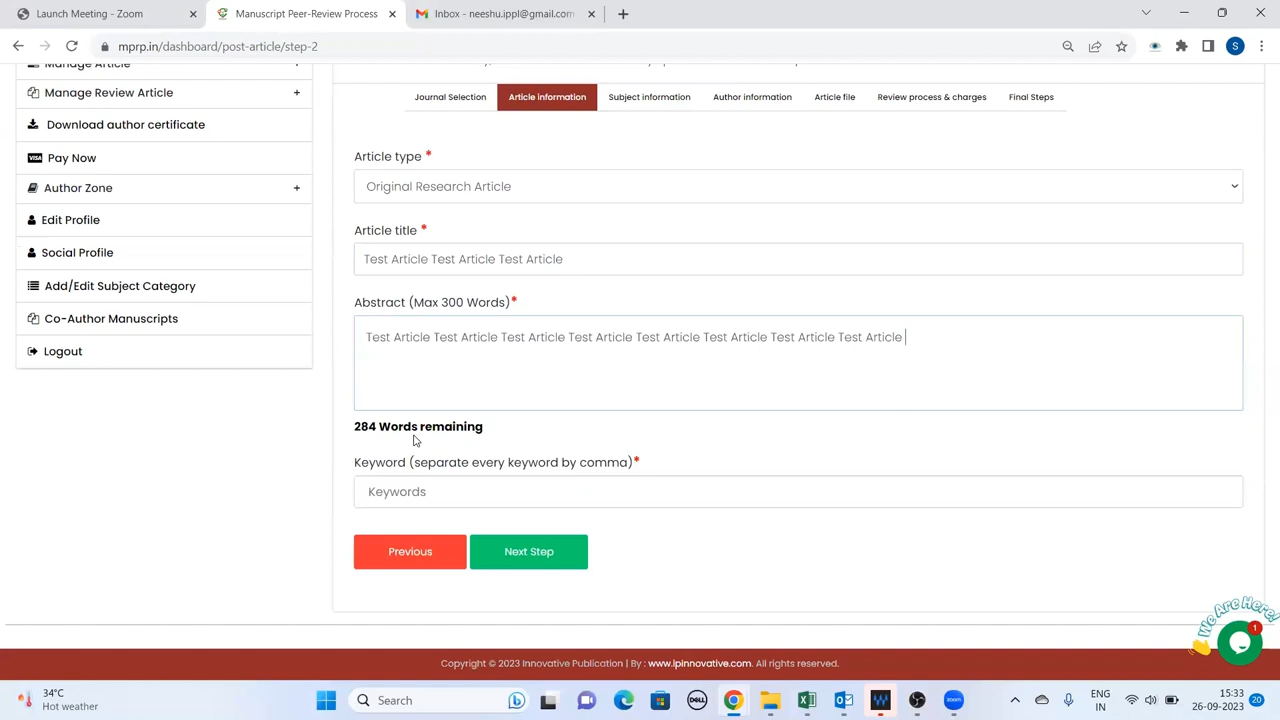 Launch Meeting - Zoom
Manuscript Peer-Review Process
Inbox - neeshu.ippl@gmail.com
mprp.in/dashboard/post-article/step-2
S
Manage Article
Manage Review Article +
Download author certificate
VISA Pay Now
Author Zone +
Edit Profile
Social Profile
Add/Edit Subject Category
Co-Author Manuscripts
Logout
Journal Selection Article information Subject information Author information Article file Review process & charges Final Steps
Article type *
Original Research Article
Article title *
Test Article Test Article Test Article
Abstract (Max 300 Words)*
Test Article Test Article Test Article Test Article Test Article Test Article Test Article Test Article
284 Words remaining
Keyword (separate every keyword by comma)*
Keywords
Previous Next Step
We Are Here!
1
Copyright © 2023 Innovative Publication | By : www.Ipinnovative.com. All rights reserved.
34°C
Hot weather
Search
DELL
zoom
ENG
IN
15:33
26-09-2023
20